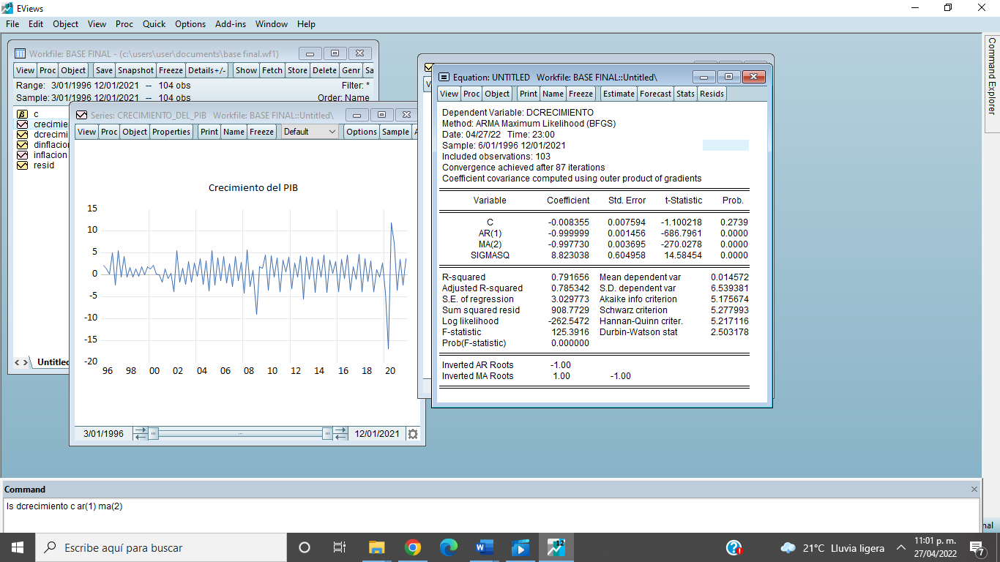 EViews
File Edit Object View Proc Quick Options Add-ins Window Help
Workfile: BASE FINAL - (c:\users\user\documents\base final.wf1)
View Proc Object Save Snapshot Freeze Details+/- Show Fetch Store Delete Genr Sa
Range: 3/01/1996 12/01/2021 -- 104 obs Filter: *
Sample: 3/01/1996 12/01/2021 -- 104 obs Order: Name
c
crecimie
dcrecimi
dinflacion
inflacion
resid
Untitled
Series: CRECIMIENTO_DEL_PIB Workfile: BASE FINAL::Untitled\
View Proc Object Properties Print Name Freeze Default Options Sample
Crecimiento del PIB
15
10
5
0
-5
-10
-15
-20
96 98 00 02 04 06 08 10 12 14 16 18 20
3/01/1996 12/01/2021
Equation: UNTITLED Workfile: BASE FINAL::Untitled\
View Proc Object Print Name Freeze Estimate Forecast Stats Resids
Dependent Variable: DCRECIMIENTO
Method: ARMA Maximum Likelihood (BFGS)
Date: 04/27/22 Time: 23:00
Sample: 6/01/1996 12/01/2021
Included observations: 103
Convergence achieved after 87 iterations
Coefficient covariance computed using outer product of gradients
Variable Coefficient Std. Error t-Statistic Prob.
C -0.008355 0.007594 -1.100218 0.2739
AR(1) -0.999999 0.001456 -686.7961 0.0000
MA(2) -0.997730 0.003695 -270.0278 0.0000
SIGMASQ 8.823038 0.604958 14.58454 0.0000
R-squared 0.791656 Mean dependent var 0.014572
Adjusted R-squared 0.785342 S.D. dependent var 6.539381
S.E. of regression 3.029773 Akaike info criterion 5.175674
Sum squared resid 908.7729 Schwarz criterion 5.277993
Log likelihood -262.5472 Hannan-Quinn criter. 5.217116
F-statistic 125.3916 Durbin-Watson stat 2.503178
Prob(F-statistic) 0.000000
Inverted AR Roots -1.00
Inverted MA Roots 1.00 -1.00
Command Explorer
Command
ls dcrecimiento c ar(1) ma(2)
nal
Escribe aquí para buscar
12
21°C Lluvia ligera
11:01 p. m.
27/04/2022
7